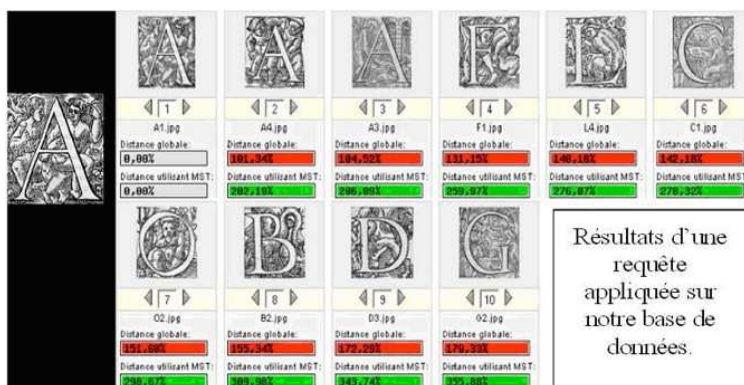 A
A A A F L C
1 2 3 4 5 6
A1.jpg A4.jpg A3.jpg F1.jpg L4.jpg C1.jpg
Distance globale: Distance globale: Distance globale: Distance globale: Distance globale: Distance globale:
0,00% 101,34% 104,52% 131,15% 140,18% 142,18%
Distance utilisant MST: Distance utilisant MST: Distance utilisant MST: Distance utilisant MST: Distance utilisant MST: Distance utilisant MST:
0,00% 202,19% 206,89% 259,97% 276,07% 278,32%
O B D G
7 8 9 10
O2.jpg B2.jpg D3.jpg G2.jpg
Distance globale: Distance globale: Distance globale: Distance globale:
151,68% 155,34% 172,29% 179,33%
Distance utilisant MST: Distance utilisant MST: Distance utilisant MST: Distance utilisant MST:
298,67% 309,98% 343,74% 355,88%
Résultats d'une
requête
appliquée sur
notre base de
données.